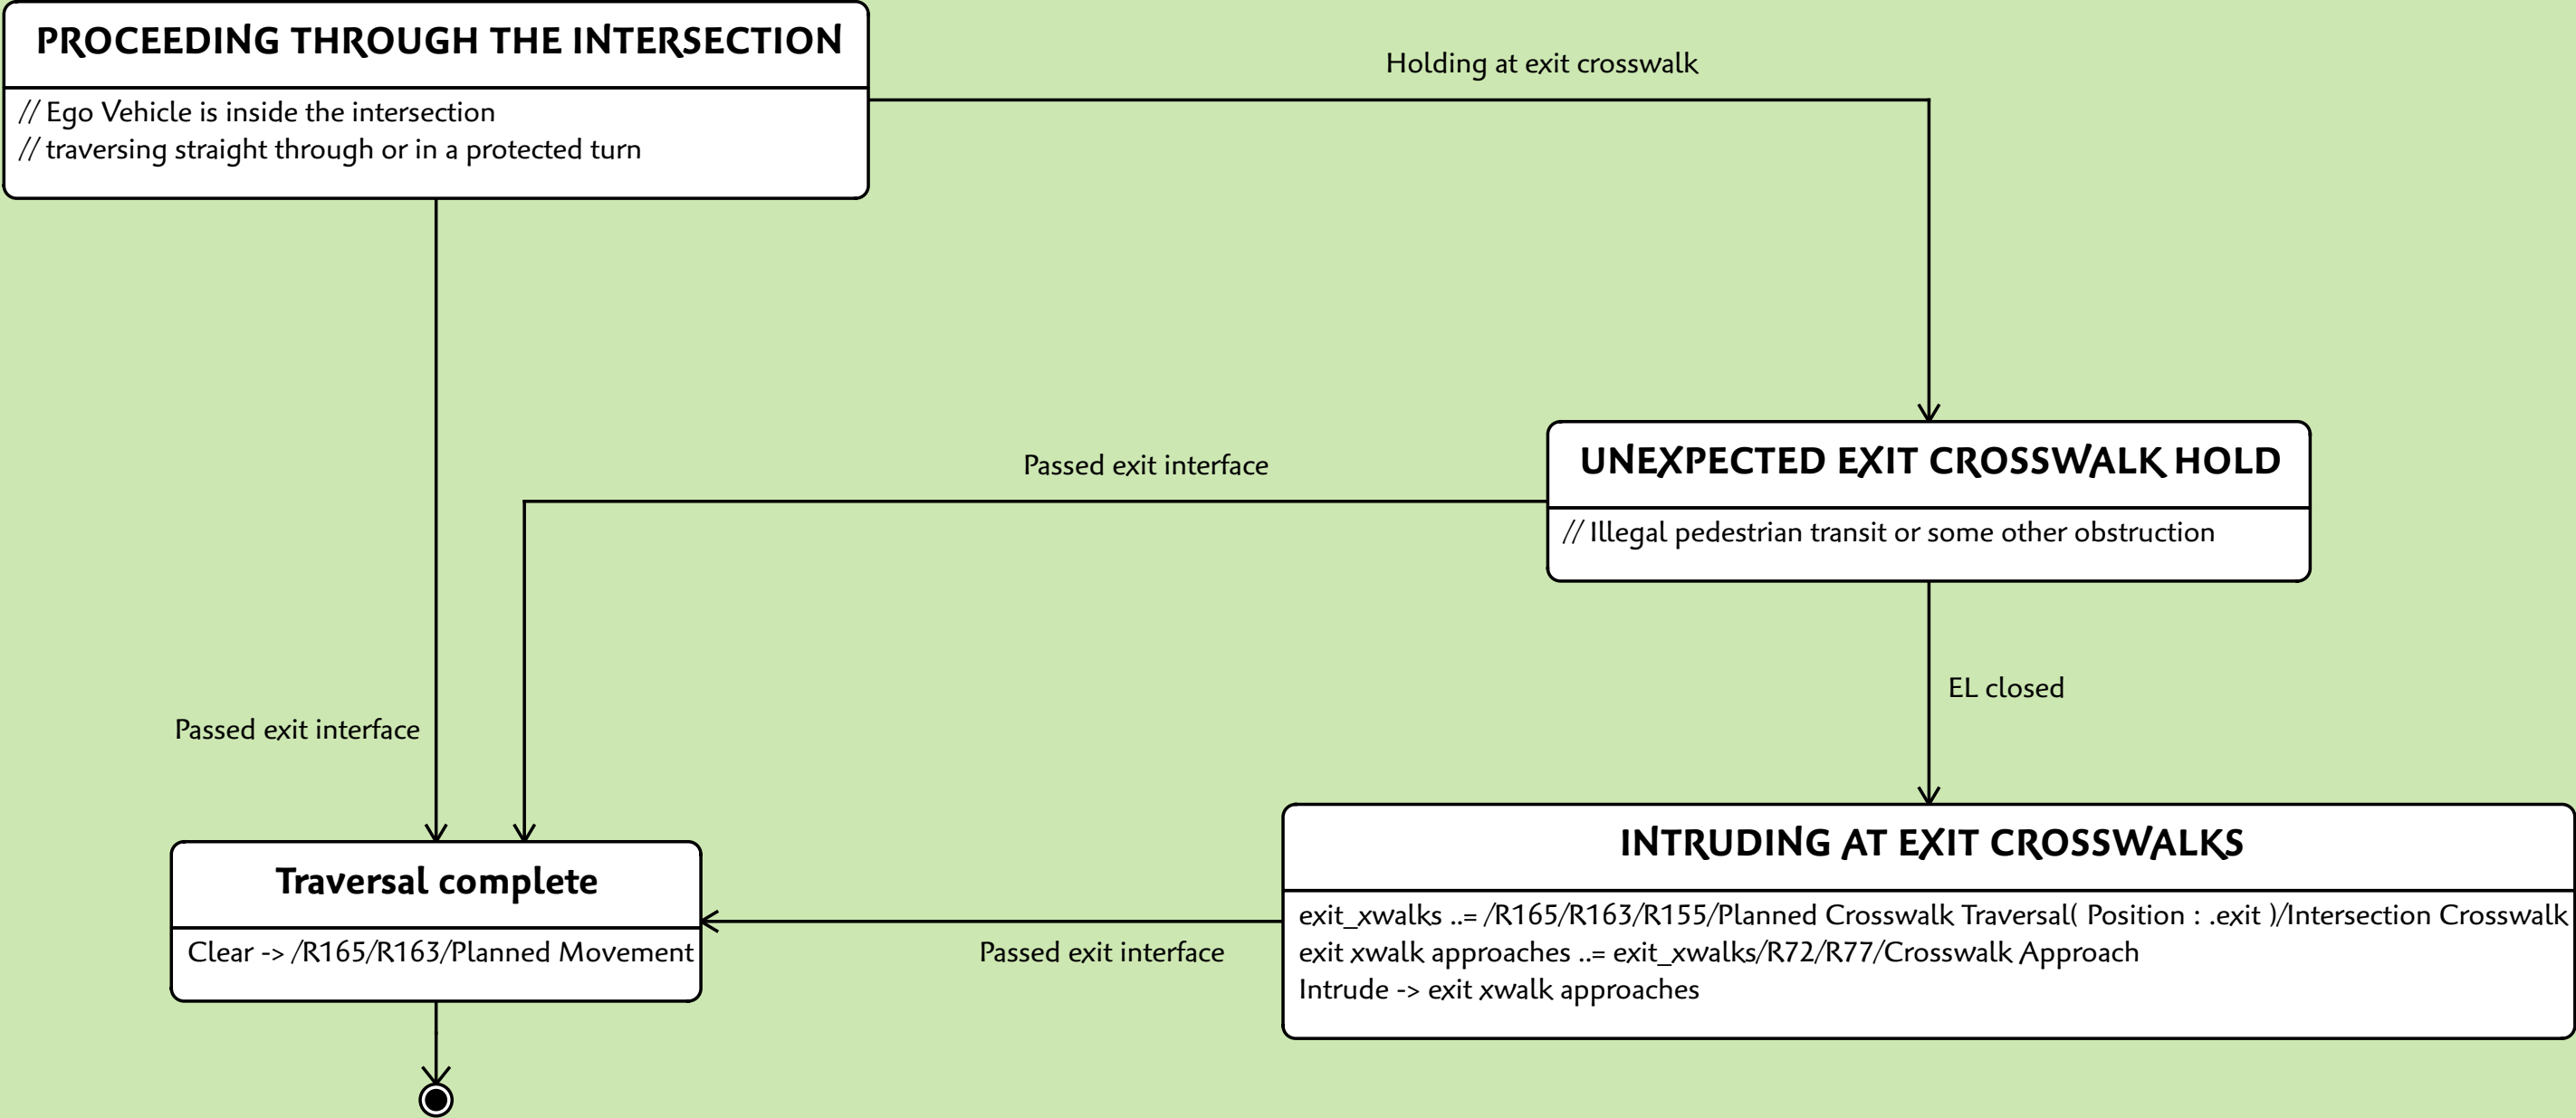 PROCEEDING THROUGH THE INTERSECTION
// Ego Vehicle is inside the intersection
// traversing straight through or in a protected turn
Holding at exit crosswalk
UNEXPECTED EXIT CROSSWALK HOLD
// Illegal pedestrian transit or some other obstruction
Passed exit interface
EL closed
Passed exit interface
INTRUDING AT EXIT CROSSWALKS
exit_xwalks ..= /R165/R163/R155/Planned Crosswalk Traversal( Position : .exit )/Intersection Crosswalk
exit xwalk approaches ..= exit_xwalks/R72/R77/Crosswalk Approach
Intrude -> exit xwalk approaches
Traversal complete
Clear -> /R165/R163/Planned Movement
Passed exit interface